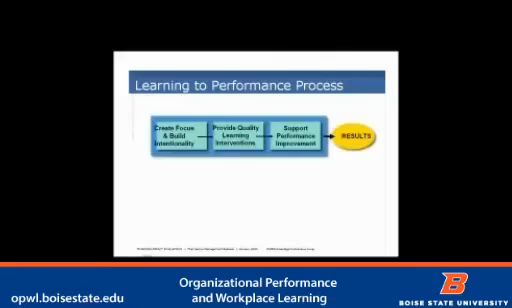 Learning to Performance Process
Create Focus
& Build
Intentionality
Provide Quality
Learning
Interventions
Support
Performance
Improvement
RESULTS
opwl.boisestate.edu
Organizational Performance
and Workplace Learning
B
BOISE STATE UNIVERSITY